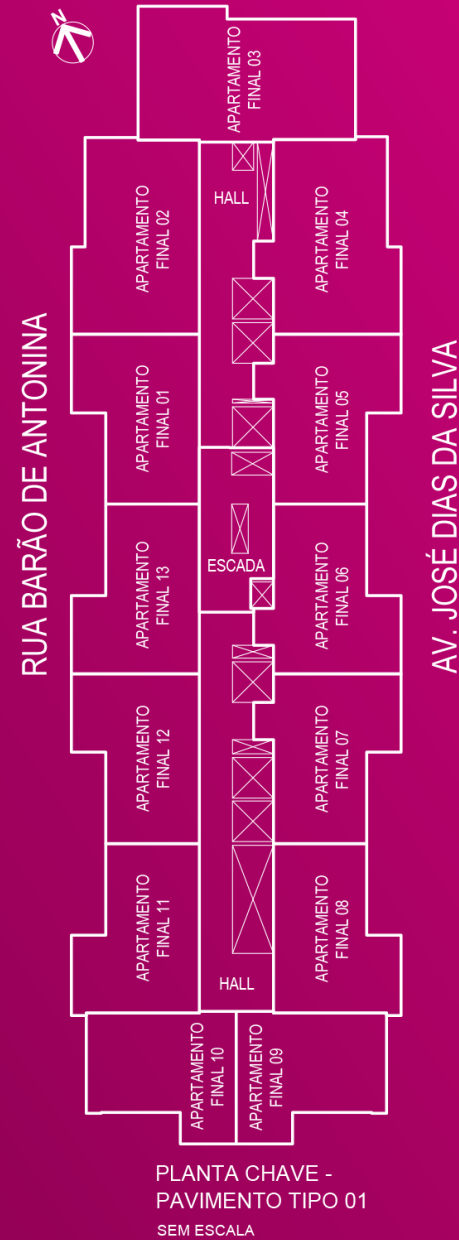 N
APARTAMENTO
FINAL 03
HALL
APARTAMENTO
FINAL 02
APARTAMENTO
FINAL 04
RUA BARÃO DE ANTONINA
APARTAMENTO
FINAL 01
APARTAMENTO
FINAL 05
AV. JOSÉ DIAS DA SILVA
ESCADA
APARTAMENTO
FINAL 13
APARTAMENTO
FINAL 06
APARTAMENTO
FINAL 12
APARTAMENTO
FINAL 07
APARTAMENTO
FINAL 11
APARTAMENTO
FINAL 08
HALL
APARTAMENTO
FINAL 10
APARTAMENTO
FINAL 09
PLANTA CHAVE -
PAVIMENTO TIPO 01
SEM ESCALA